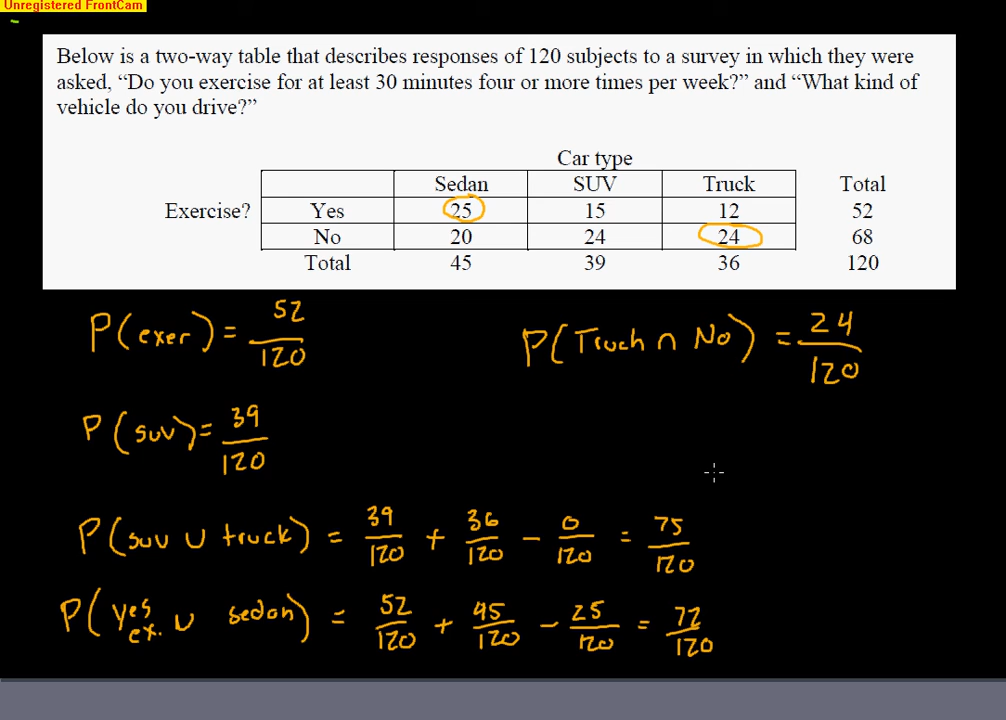 Unregistered FrontCam
Below is a two-way table that describes responses of 120 subjects to a survey in which they were
asked, “Do you exercise for at least 30 minutes four or more times per week?” and “What kind of
vehicle do you drive?”
Car type
Sedan SUV Truck Total
Exercise? Yes 25 15 12 52
No 20 24 24 68
Total 45 39 36 120
P(exer) = 52/120
P(Truck ∩ No) = 24/120
P(suv) = 39/120
P(suv ∪ truck) = 39/120 + 36/120 - 0/120 = 75/120
P(yes ex. ∪ sedan) = 52/120 + 45/120 - 25/120 = 72/120